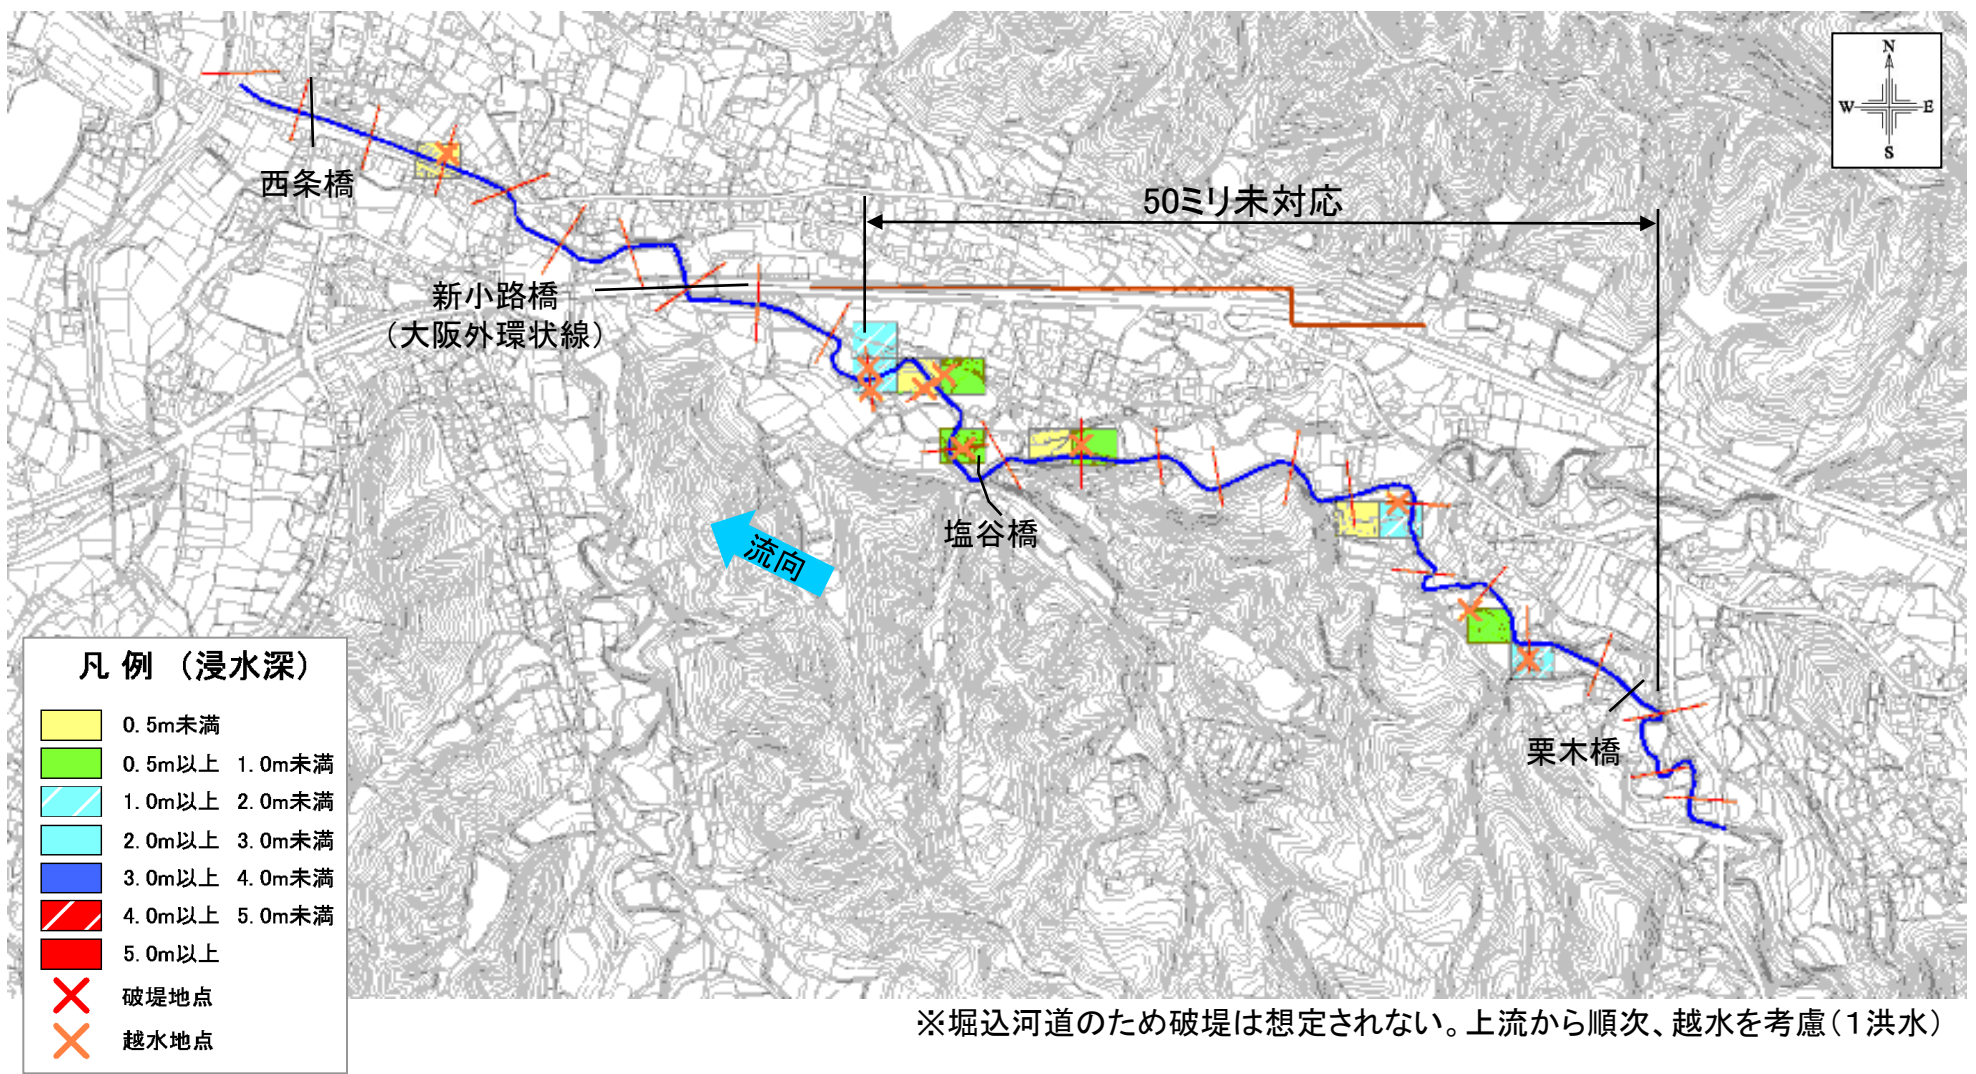 N
W
E
S
50ミリ未対応
西条橋
新小路橋
（大阪外環状線）
塩谷橋
流向
栗木橋
凡 例 （浸水深）
0.5m未満
0.5m以上 1.0m未満
1.0m以上 2.0m未満
2.0m以上 3.0m未満
3.0m以上 4.0m未満
4.0m以上 5.0m未満
5.0m以上
破堤地点
越水地点
※堀込河道のため破堤は想定されない。上流から順次、越水を考慮（１洪水）